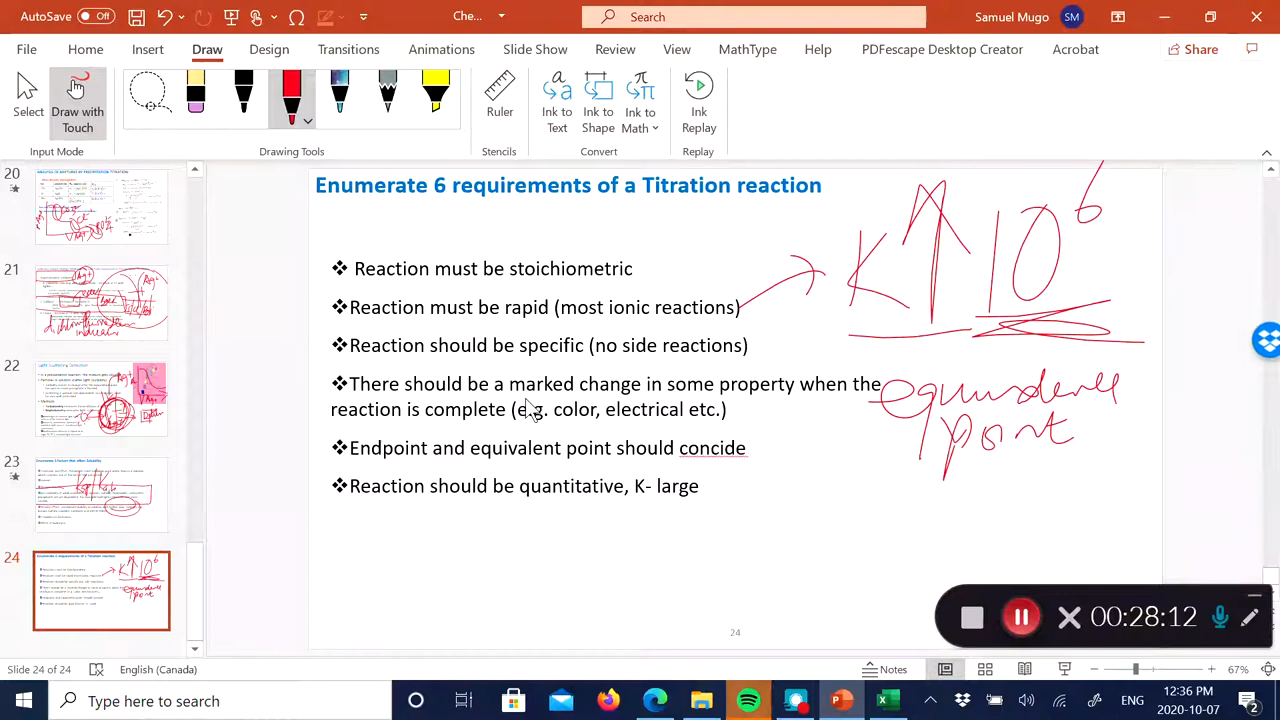 AutoSave Off
Che...
Search
Samuel Mugo SM
File Home Insert Draw Design Transitions Animations Slide Show Review View MathType Help PDFescape Desktop Creator Acrobat Share
Select
Draw with
Touch
Ruler
Ink to
Text
Ink to
Shape
Ink to
Math
Ink
Replay
Input Mode Drawing Tools Stencils Convert Replay
20
21
22
23
24
Enumerate 6 requirements of a Titration reaction
❖ Reaction must be stoichiometric
❖Reaction must be rapid (most ionic reactions)
❖Reaction should be specific (no side reactions)
❖There should be a marked change in some property when the
reaction is complete (e.g. color, electrical etc.)
❖Endpoint and equivalent point should concide
❖Reaction should be quantitative, K- large
K↑ 10⁶
point
24
00:28:12
Slide 24 of 24 English (Canada) Notes 67%
Type here to search
ENG
12:36 PM
2020-10-07
2